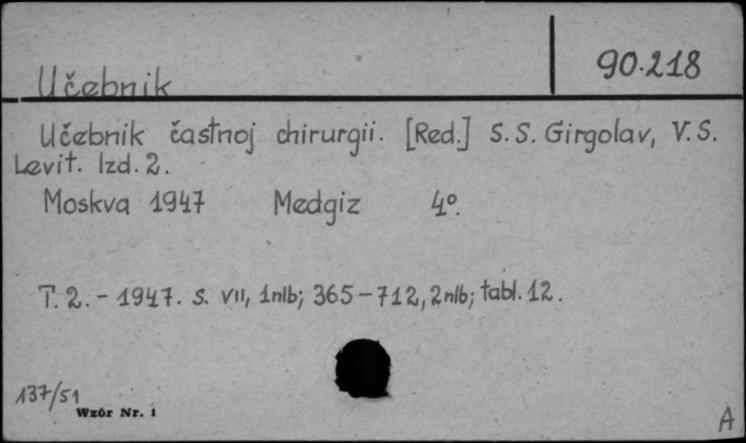 90.218
Učebnik
Učebnik častnoj chirurgii. [Red.] S.S. Girgolav, V.S.
Levit. Izd. 2.
Moskva 1947 Medgiz 4°.
T. 2. - 1947. s. VII, 1nlb; 365-712, 2nlb; tabl. 12.
137/51
Wzór Nr. 1
A